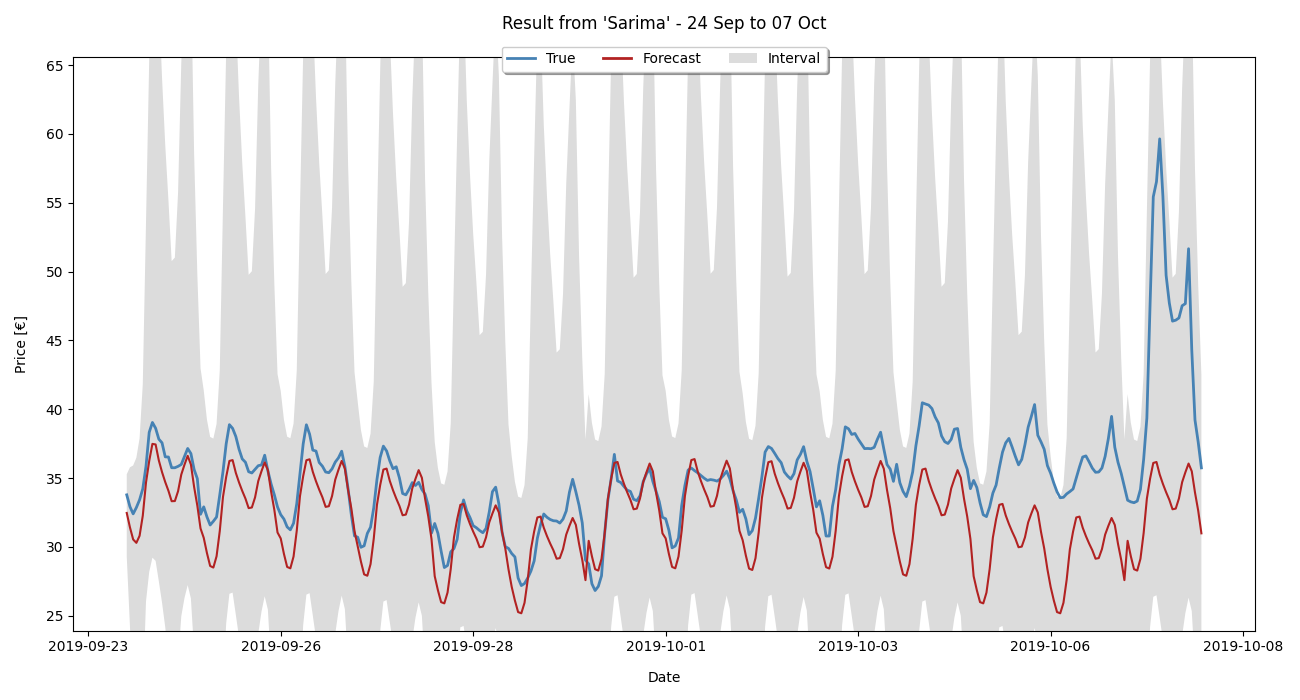 Result from 'Sarima' - 24 Sep to 07 Oct
True Forecast Interval
65
60
55
50
45
40
35
30
25
Price [€]
2019-09-23 2019-09-26 2019-09-28 2019-10-01 2019-10-03 2019-10-06 2019-10-08
Date